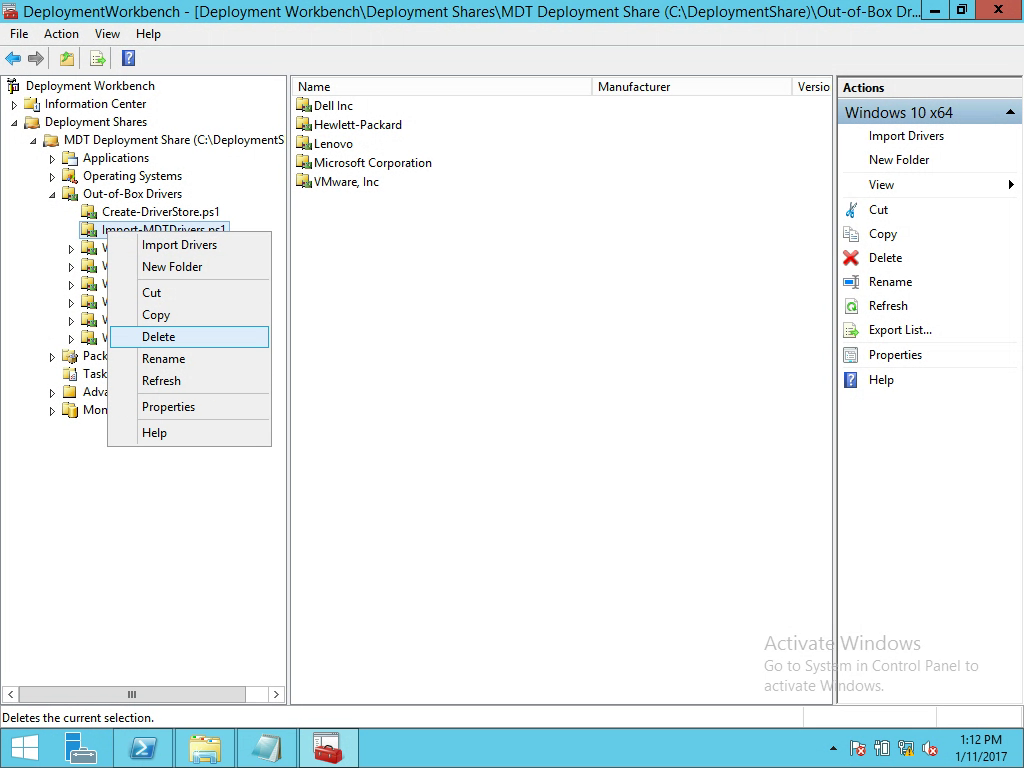 DeploymentWorkbench - [Deployment Workbench\Deployment Shares\MDT Deployment Share (C:\DeploymentShare)\Out-of-Box Dr...
File Action View Help
Deployment Workbench
Information Center
Deployment Shares
MDT Deployment Share (C:\DeploymentS
Applications
Operating Systems
Out-of-Box Drivers
Create-DriverStore.ps1
Import-MDTDrivers.ps1
W
W
W
W
W
W
Pack
Task
Adva
Mon
Import Drivers
New Folder
Cut
Copy
Delete
Rename
Refresh
Properties
Help
Name Manufacturer Versio
Dell Inc
Hewlett-Packard
Lenovo
Microsoft Corporation
VMware, Inc
Actions
Windows 10 x64
Import Drivers
New Folder
View
Cut
Copy
Delete
Rename
Refresh
Export List...
Properties
Help
Activate Windows
Go to System in Control Panel to
activate Windows.
Deletes the current selection.
1:12 PM
1/11/2017